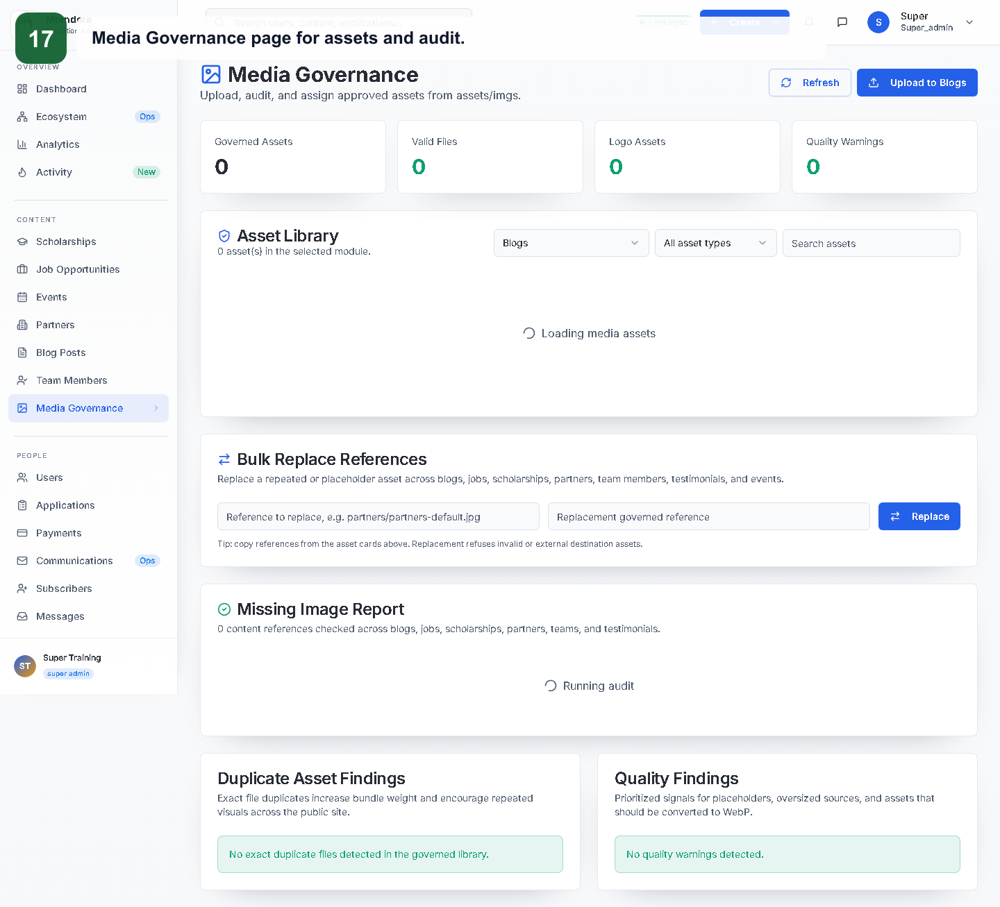 17
Media Governance page for assets and audit.
Search users, content, applications...
Live sync
Create
S
Super
Super_admin
OVERVIEW
Dashboard
Ecosystem
Ops
Analytics
Activity
New
CONTENT
Scholarships
Job Opportunities
Events
Partners
Blog Posts
Team Members
Media Governance
PEOPLE
Users
Applications
Payments
Communications
Ops
Subscribers
Messages
ST
Super Training
super admin
Media Governance
Upload, audit, and assign approved assets from assets/imgs.
Refresh
Upload to Blogs
Governed Assets
0
Valid Files
0
Logo Assets
0
Quality Warnings
0
Asset Library
0 asset(s) in the selected module.
Blogs
All asset types
Search assets
Loading media assets
Bulk Replace References
Replace a repeated or placeholder asset across blogs, jobs, scholarships, partners, team members, testimonials, and events.
Reference to replace, e.g. partners/partners-default.jpg
Replacement governed reference
Replace
Tip: copy references from the asset cards above. Replacement refuses invalid or external destination assets.
Missing Image Report
0 content references checked across blogs, jobs, scholarships, partners, teams, and testimonials.
Running audit
Duplicate Asset Findings
Exact file duplicates increase bundle weight and encourage repeated
visuals across the public site.
No exact duplicate files detected in the governed library.
Quality Findings
Prioritized signals for placeholders, oversized sources, and assets that
should be converted to WebP.
No quality warnings detected.